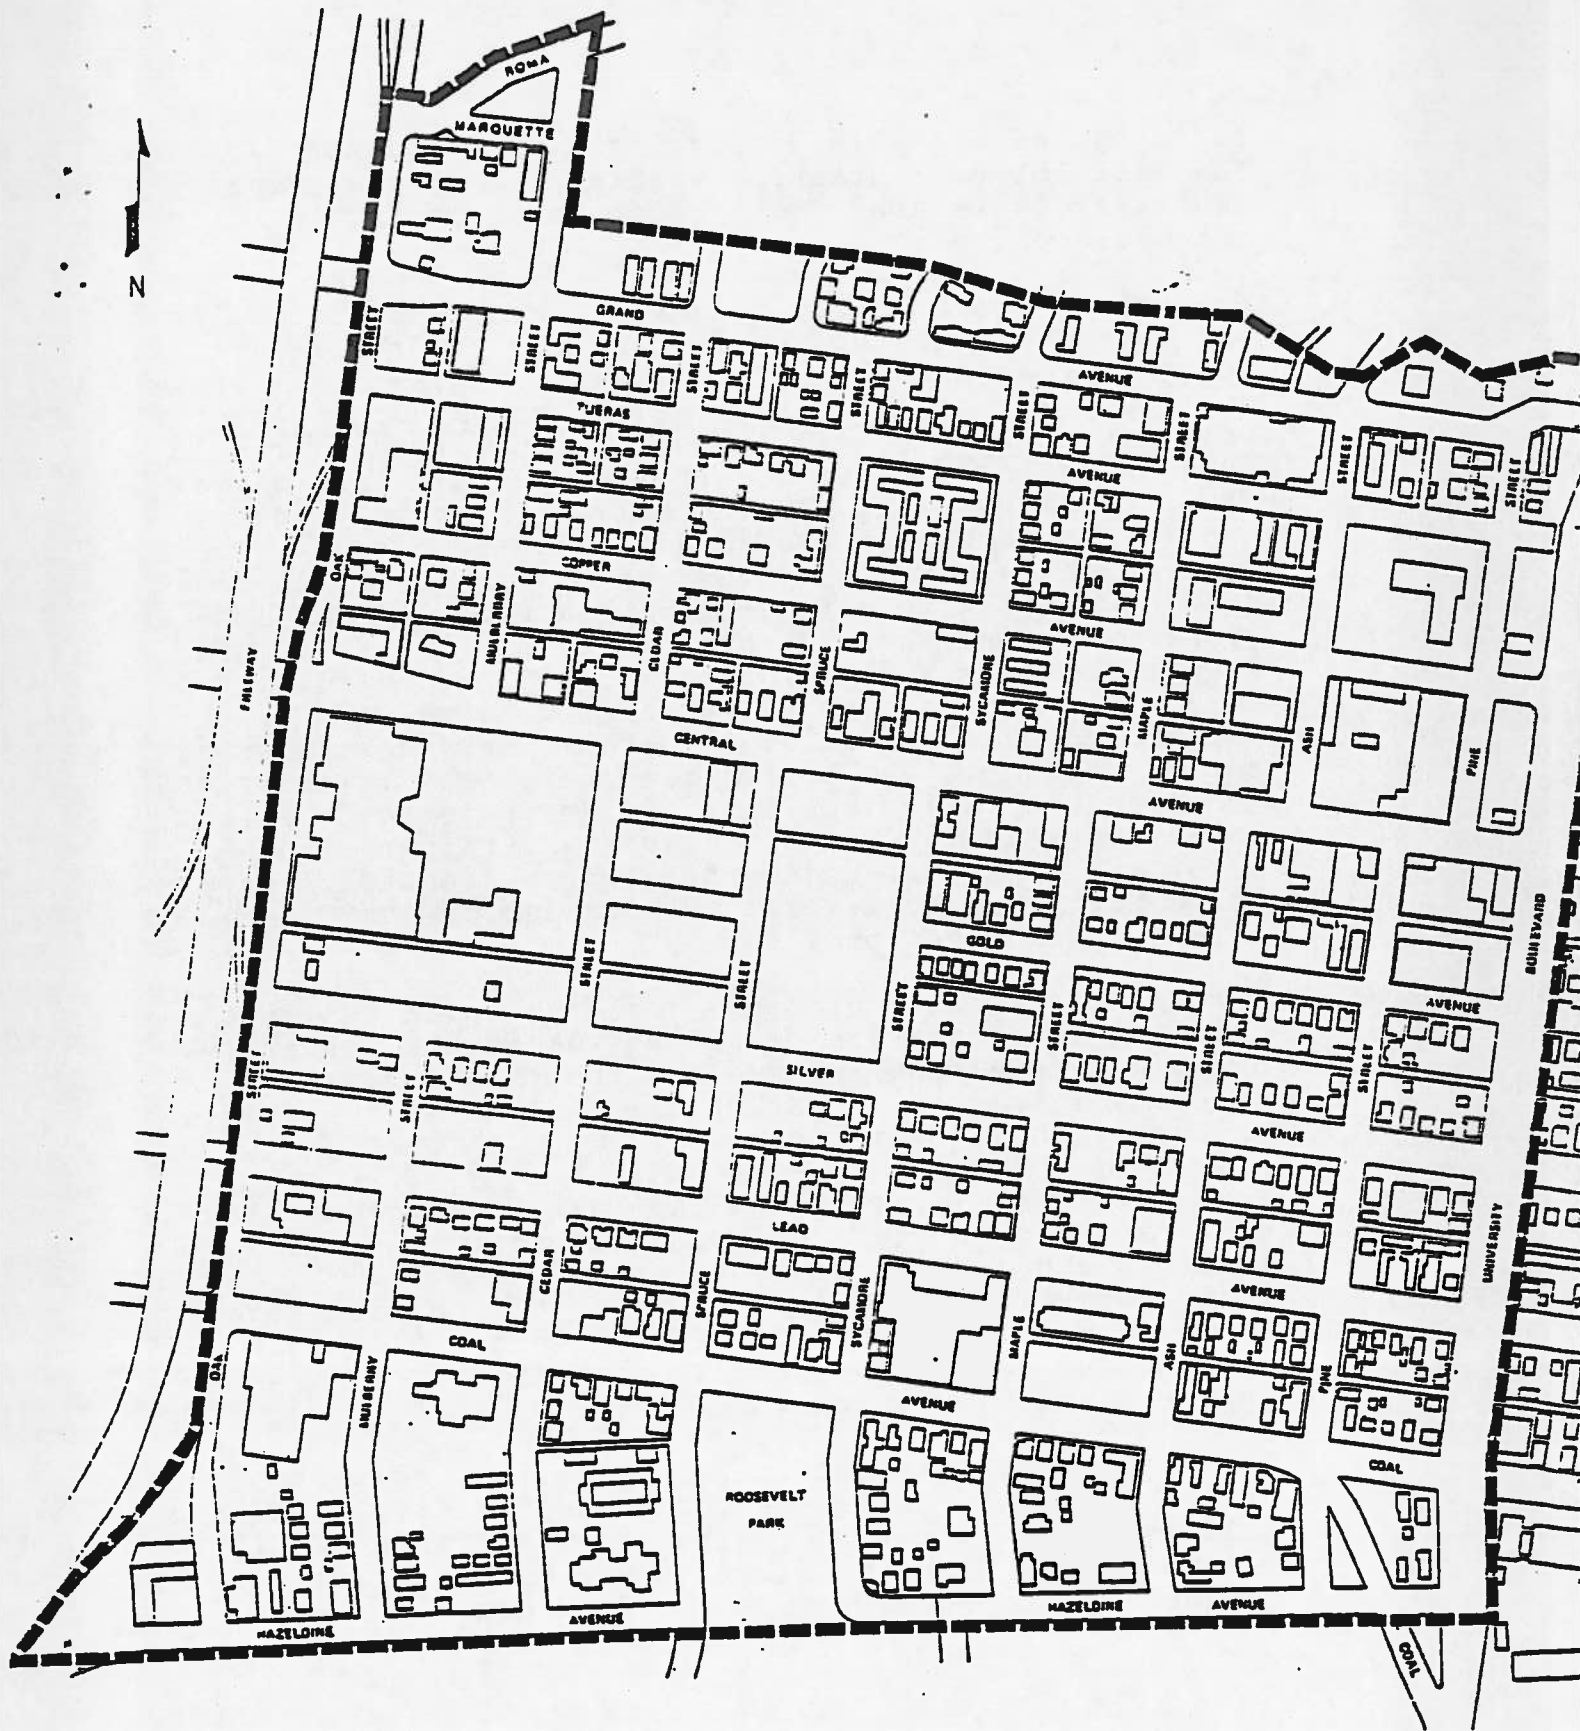 ROMA
MARQUETTE
N
GRAND
STREET
STREET
STREET
STREET
AVENUE
STREET
STREET
STREET
STREET
TIJERAS
AVENUE
OAK
COPPER
MULBERRY
CEDAR
SPRUCE
AVENUE
SYCAMORE
MAPLE
ASH
PINE
FREEWAY
CENTRAL
AVENUE
BOULEVARD
GOLD
STREET
STREET
STREET
AVENUE
STREET
STREET
STREET
STREET
STREET
SILVER
AVENUE
LEAD
UNIVERSITY
CEDAR
SPRUCE
SYCAMORE
AVENUE
MAPLE
ASH
PINE
OAK
MULBERRY
COAL
AVENUE
COAL
ROOSEVELT
PARK
HAZELDINE
AVENUE
HAZELDINE
AVENUE
COAL